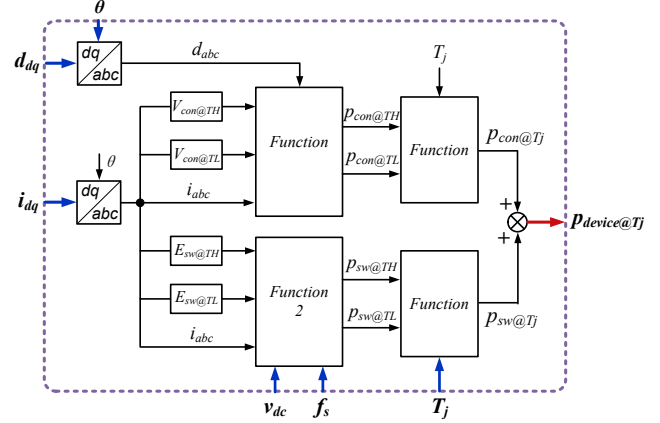 θ
d_dq
dq
abc
d_abc
T_j
V_con@TH
p_con@TH
Function
Function
p_con@Tj
V_con@TL
p_con@TL
θ
i_dq
dq
abc
i_abc
+
p_device@Tj
+
E_sw@TH
p_sw@TH
Function
2
Function
E_sw@TL
p_sw@TL
p_sw@Tj
i_abc
v_dc
f_s
T_j